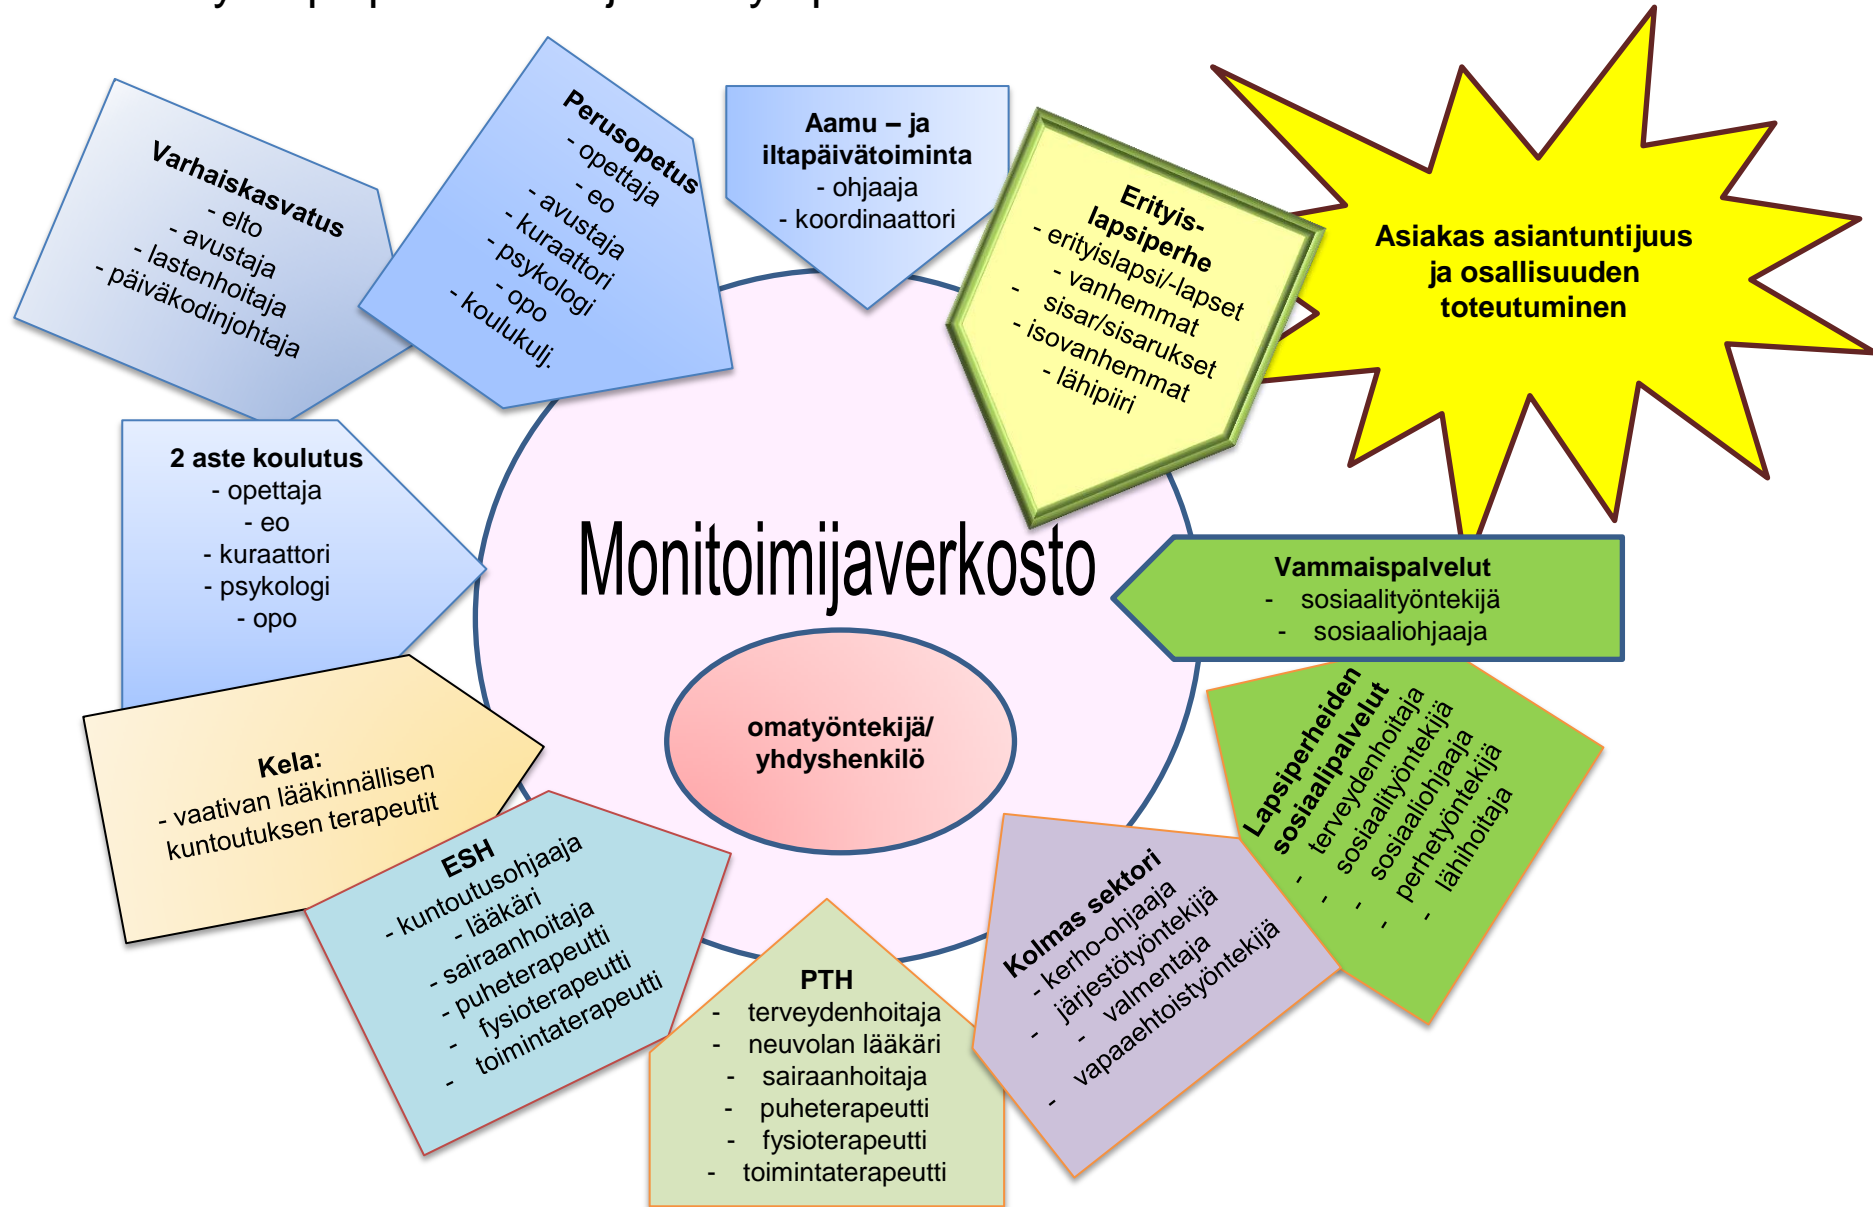 Varhaiskasvatus
- elto
- avustaja
- lastenhoitaja
- päiväkodinjohtaja
Perusopetus
- opettaja
- eo
- avustaja
- kuraattori
- psykologi
- opo
- koulukulj.
Aamu – ja
iltapäivätoiminta
- ohjaaja
- koordinaattori
Erityis-
lapsiperhe
- erityislapsi/-lapset
- vanhemmat
- sisar/sisarukset
- isovanhemmat
- lähipiiri
Asiakas asiantuntijuus
ja osallisuuden
toteutuminen
2 aste koulutus
- opettaja
- eo
- kuraattori
- psykologi
- opo
Monitoimijaverkosto
omatyöntekijä/
yhdyshenkilö
Vammaispalvelut
- sosiaalityöntekijä
- sosiaaliohjaaja
Lapsiperheiden
sosiaalipalvelut
- terveydenhoitaja
- sosiaalityöntekijä
- sosiaaliohjaaja
- perhetyöntekijä
- lähihoitaja
Kela:
- vaativan lääkinnällisen
kuntoutuksen terapeutit
ESH
- kuntoutusohjaaja
- lääkäri
- sairaanhoitaja
- puheterapeutti
- fysioterapeutti
- toimintaterapeutti
PTH
- terveydenhoitaja
- neuvolan lääkäri
- sairaanhoitaja
- puheterapeutti
- fysioterapeutti
- toimintaterapeutti
Kolmas sektori
- kerho-ohjaaja
- järjestötyöntekijä
- valmentaja
- vapaaehtoistyöntekijä